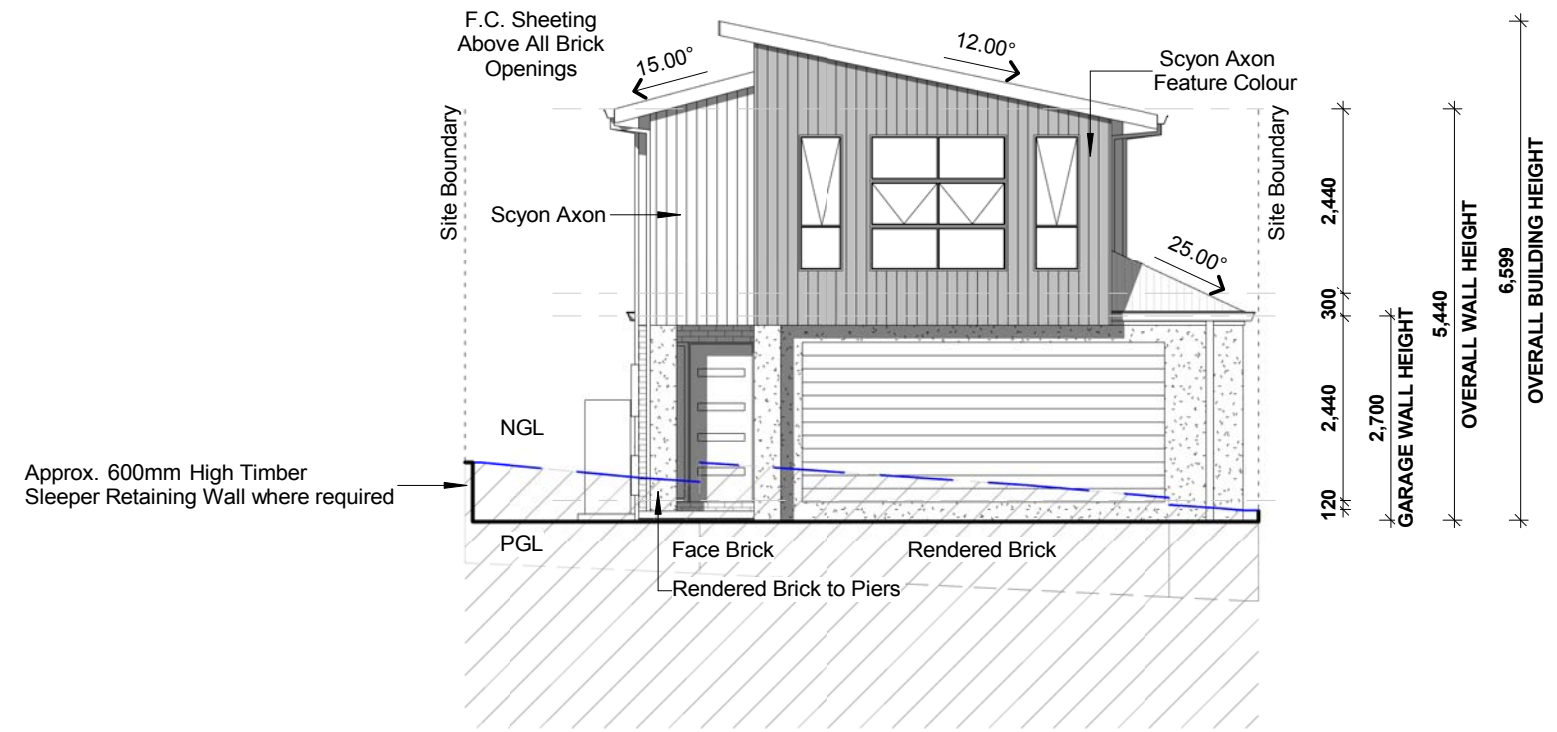 F.C. Sheeting
Above All Brick
Openings
15.00°
12.00°
Scyon Axon
Feature Colour
Site Boundary
Site Boundary
Scyon Axon
25.00°
2,440
300
2,440
120
2,700
GARAGE WALL HEIGHT
5,440
OVERALL WALL HEIGHT
6,599
OVERALL BUILDING HEIGHT
NGL
Approx. 600mm High Timber
Sleeper Retaining Wall where required
PGL
Face Brick
Rendered Brick
Rendered Brick to Piers